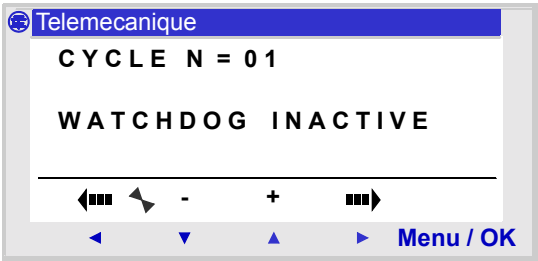 Telemecanique
CYCLE N = 01
WATCHDOG INACTIVE
- +
Menu / OK